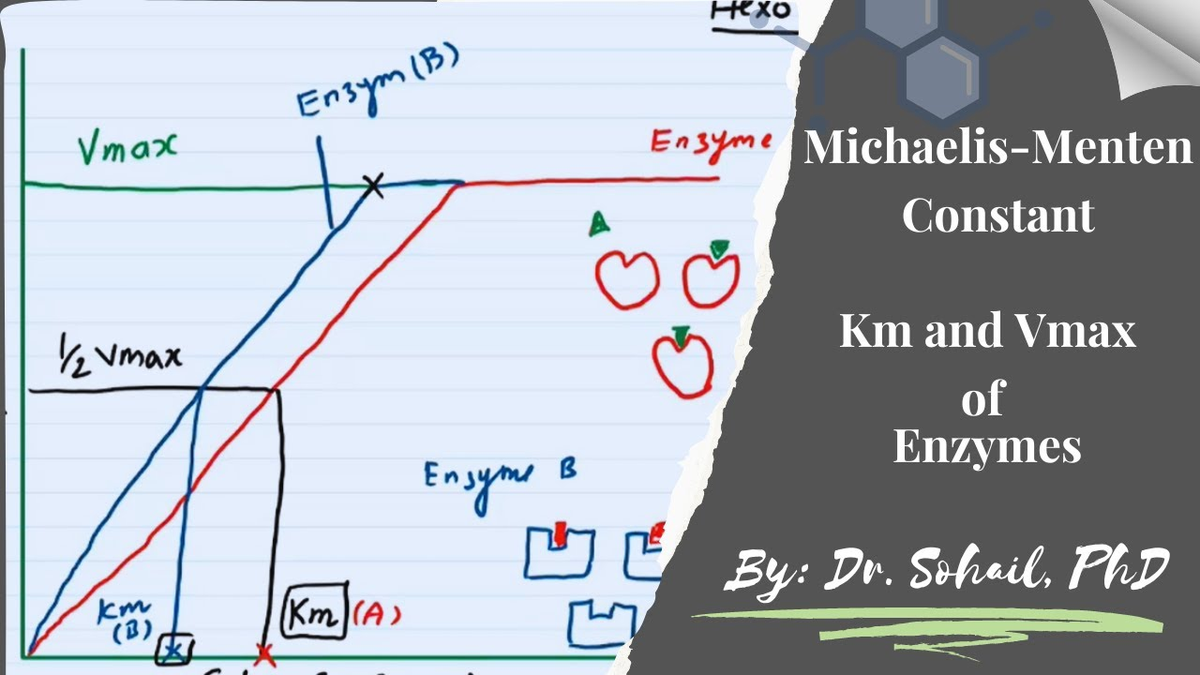 Hexo
Enzym (B)
Vmax
Enzyme
A
1/2 Vmax
Enzyme B
Km
(B)
Km (A)
Michaelis-Menten
Constant
Km and Vmax
of
Enzymes
By: Dr. Sohail, PhD